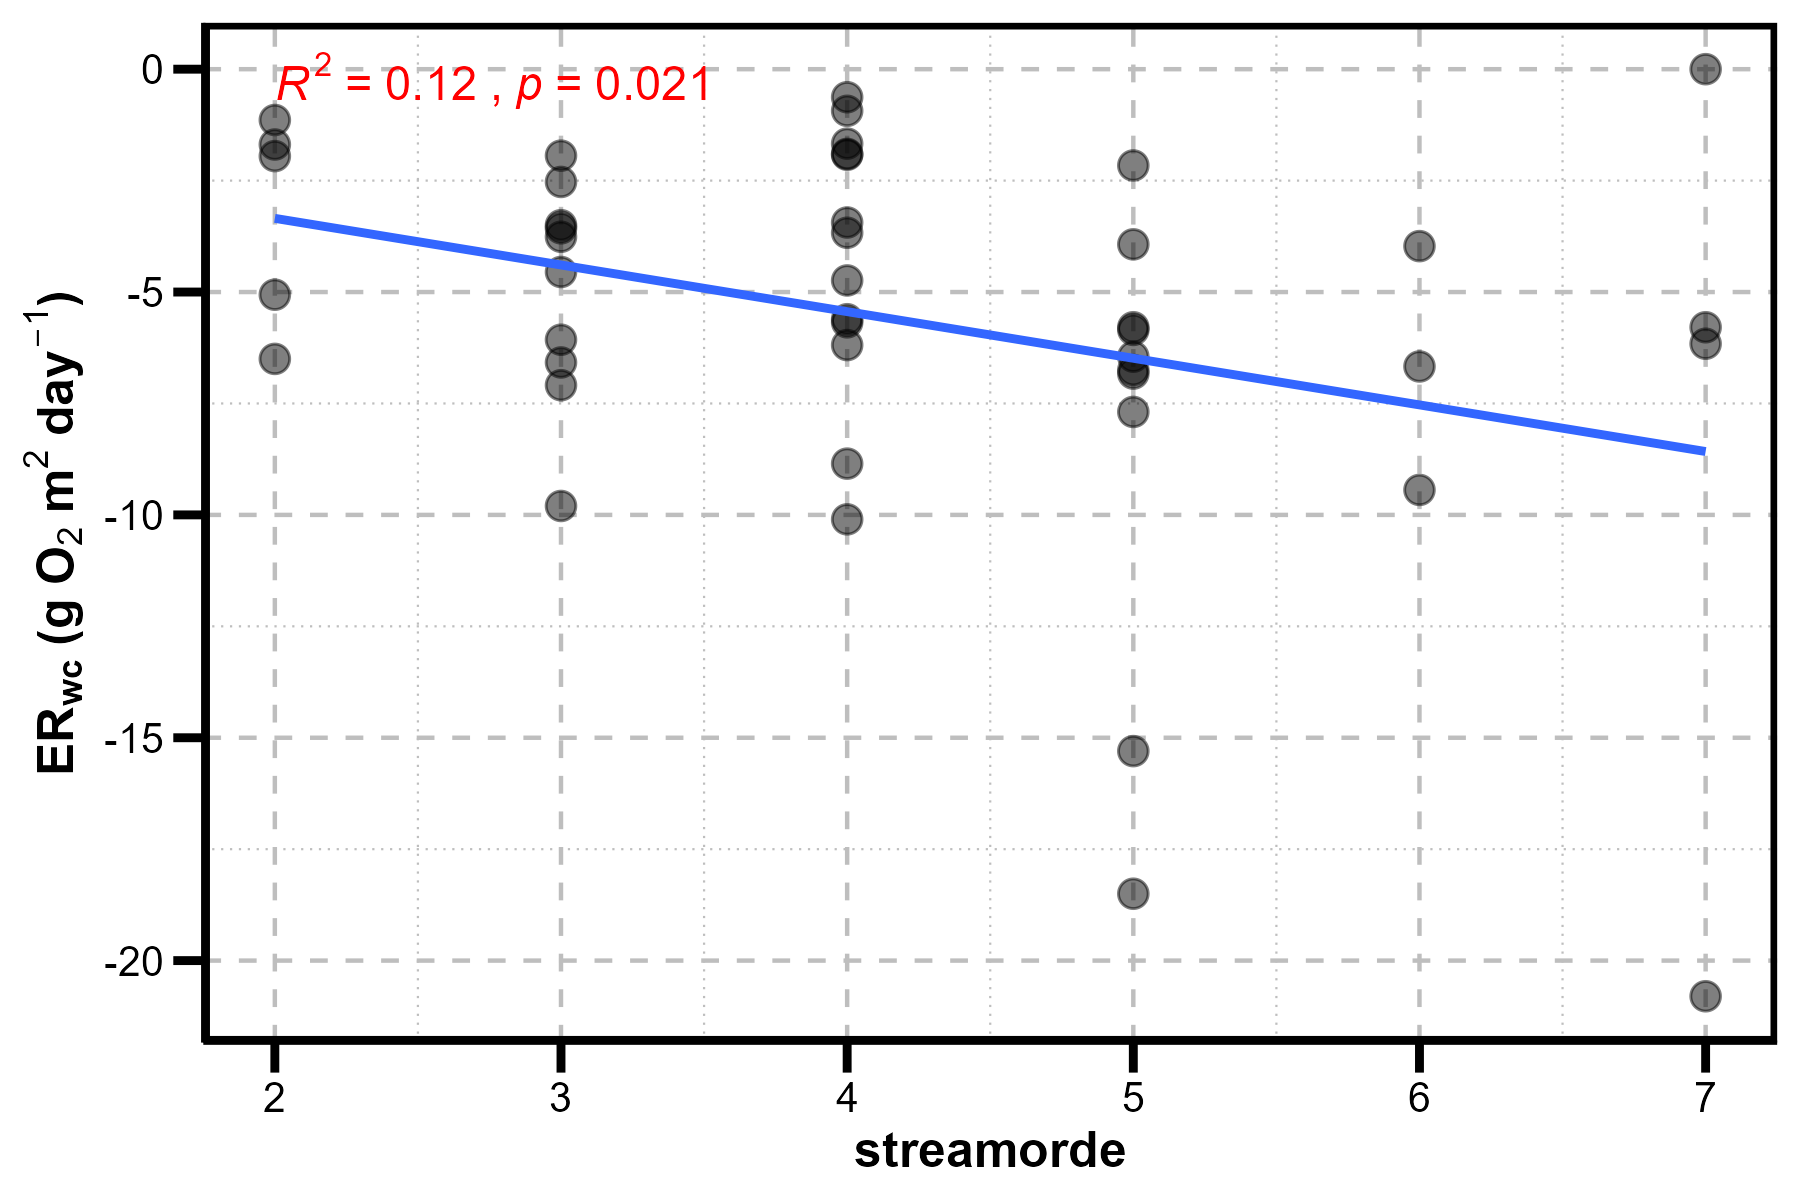 R² = 0.12 , p = 0.021
0
-5
-10
-15
-20
ERwc (g O₂ m² day⁻¹)
2 3 4 5 6 7
streamorde